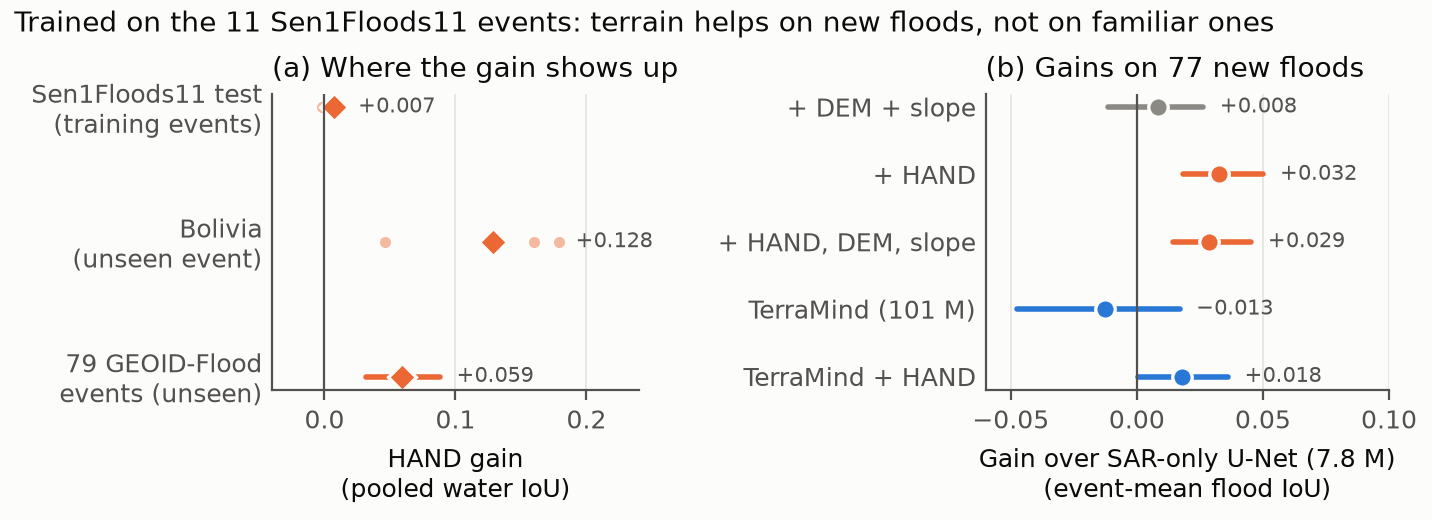 Trained on the 11 Sen1Floods11 events: terrain helps on new floods, not on familiar ones
(a) Where the gain shows up
Sen1Floods11 test
(training events)
+0.007
Bolivia
(unseen event)
+0.128
79 GEOID-Flood
events (unseen)
+0.059
0.0 0.1 0.2
HAND gain
(pooled water IoU)
(b) Gains on 77 new floods
+ DEM + slope
+0.008
+ HAND
+0.032
+ HAND, DEM, slope
+0.029
TerraMind (101 M)
−0.013
TerraMind + HAND
+0.018
−0.05 0.00 0.05 0.10
Gain over SAR-only U-Net (7.8 M)
(event-mean flood IoU)